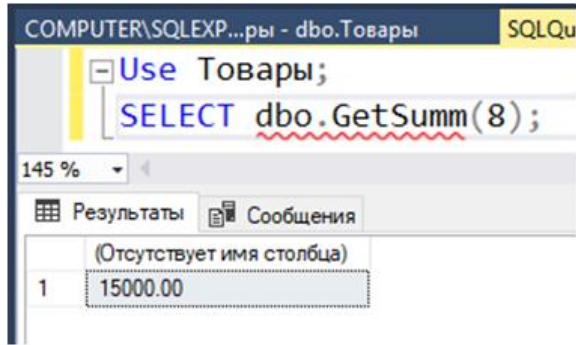 COMPUTER\SQLEXP...ры - dbo.Товары SQLQu
Use Товары;
SELECT dbo.GetSumm(8);
145 %
Результаты Сообщения
(Отсутствует имя столбца)
1 15000.00